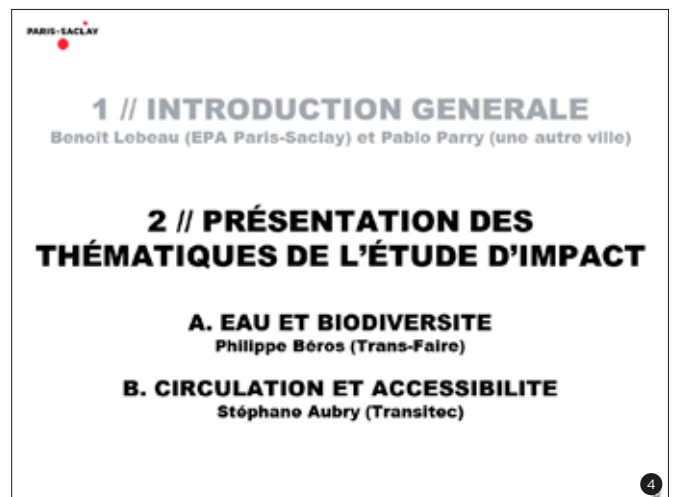 PARIS-SACLAY
1 // INTRODUCTION GENERALE
Benoît Lebeau (EPA Paris-Saclay) et Pablo Parry (une autre ville)
2 // PRÉSENTATION DES
THÉMATIQUES DE L'ÉTUDE D'IMPACT
A. EAU ET BIODIVERSITE
Philippe Béros (Trans-Faire)
B. CIRCULATION ET ACCESSIBILITE
Stéphane Aubry (Transitec)
4